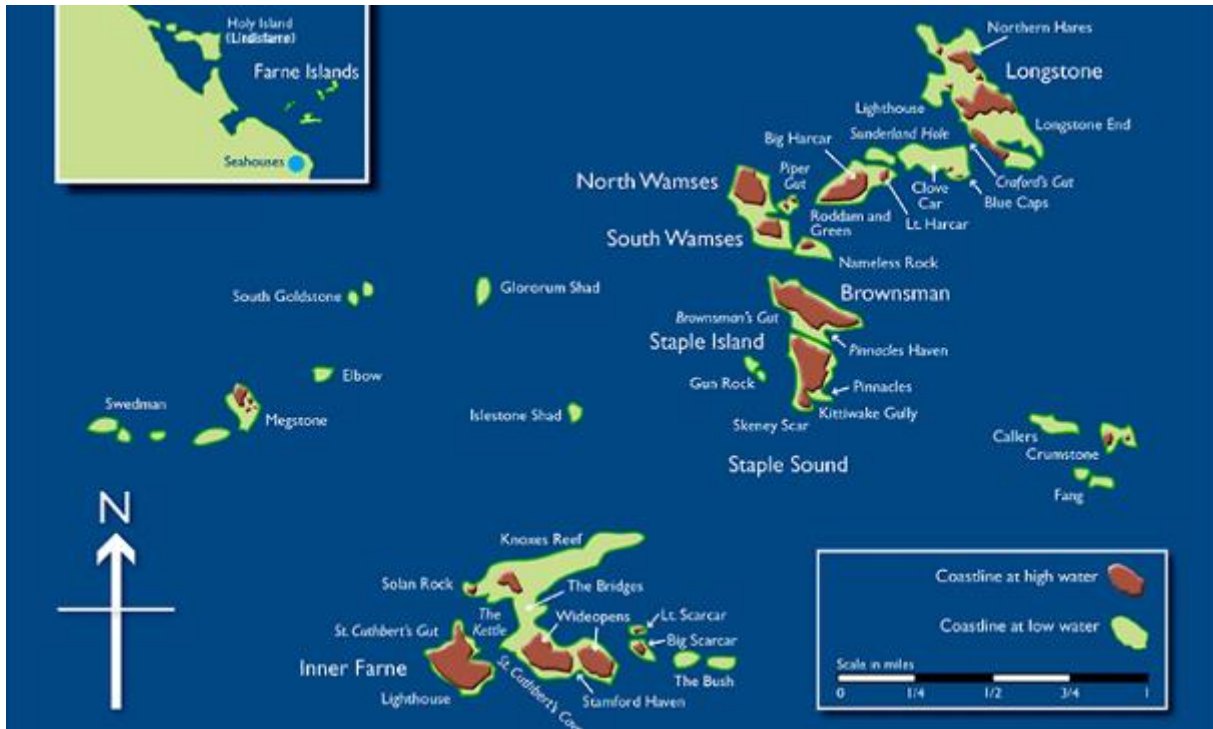 Holy Island
(Lindisfarne)
Farne Islands
Seahouses
Northern Hares
Longstone
Lighthouse
Longstone End
Sunderland Hole
Big Harcar
Piper
Gut
North Wamses
Craford's Gut
Clove
Car
Blue Caps
Roddam and
Green
Lt. Harcar
South Wamses
Nameless Rock
South Goldstone
Glororum Shad
Brownsman
Brownsman's Gut
Staple Island
Pinnacles Haven
Elbow
Gun Rock
Pinnacles
Swedman
Megstone
Islestone Shad
Kittiwake Gully
Skeney Scar
Callers
Crumstone
Staple Sound
Fang
N
Knoxes Reef
Solan Rock
The Bridges
The
Kettle
Wideopens
Lt. Scarcar
St. Cuthbert's Gut
Big Scarcar
Inner Farne
The Bush
Lighthouse
St. Cuthbert's
Stamford Haven
Coastline at high water
Coastline at low water
Scale in miles
0 1/4 1/2 3/4 1